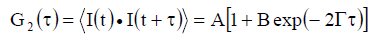 G₂(τ) = ⟨I(t)•I(t + τ)⟩ = A[1 + B exp(− 2Γτ)]